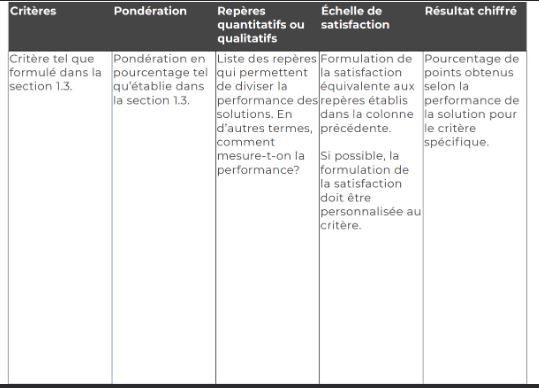 Critères
Pondération
Repères
quantitatifs ou
qualitatifs
Échelle de
satisfaction
Résultat chiffré
Critère tel que
formulé dans la
section 1.3.
Pondération en
pourcentage tel
qu'établie dans
la section 1.3.
Liste des repères
qui permettent
de diviser la
performance des
solutions. En
d'autres termes,
comment
mesure-t-on la
performance?
Formulation de
la satisfaction
équivalente aux
repères établis
dans la colonne
précédente.
Si possible, la
formulation de
la satisfaction
doit être
personnalisée au
critère.
Pourcentage de
points obtenus
selon la
performance de
la solution pour
le critère
spécifique.